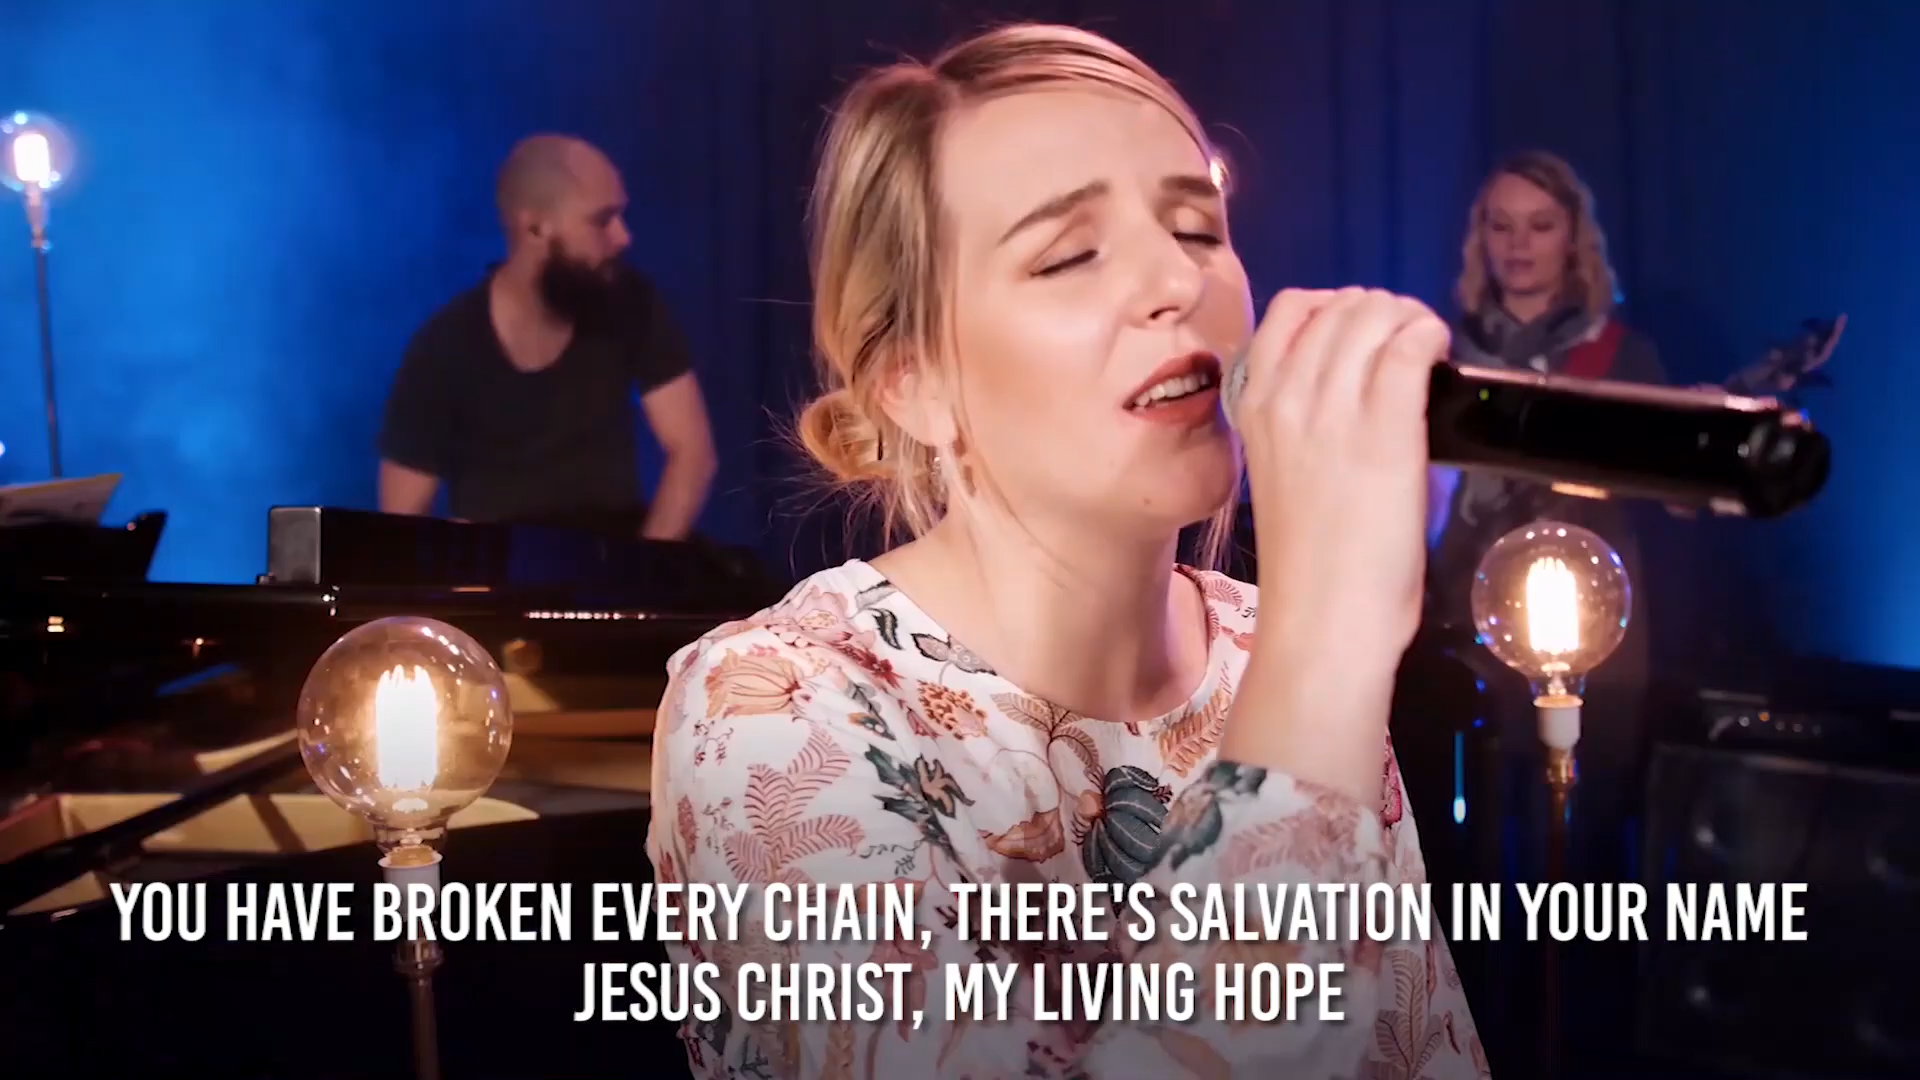 YOU HAVE BROKEN EVERY CHAIN, THERE'S SALVATION IN YOUR NAME
JESUS CHRIST, MY LIVING HOPE